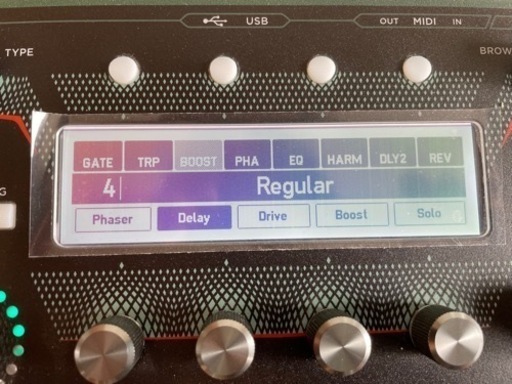 USB
OUT MIDI IN
TYPE
BROW
GATE TRP BOOST PHA EQ HARM DLY2 REV
4 Regular
Phaser Delay Drive Boost Solo
G